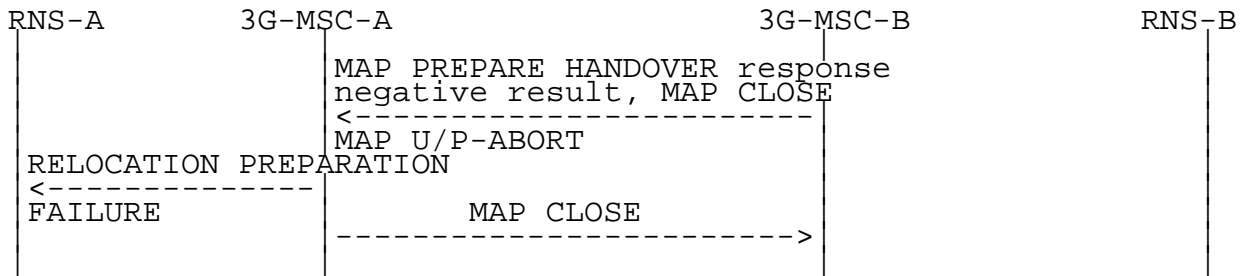 RNS-A 3G-MSC-A 3G-MSC-B RNS-B
MAP PREPARE HANDOVER response
negative result, MAP CLOSE
MAP U/P-ABORT
RELOCATION PREPARATION
FAILURE MAP CLOSE